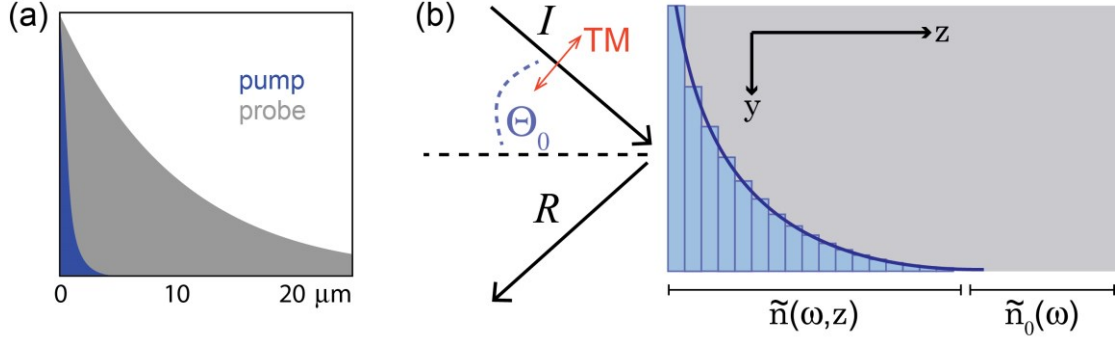 (a)
pump
probe
0 10 20 μm
(b)
I
TM
Θ₀
R
z
y
ñ(ω,z)
ñ₀(ω)